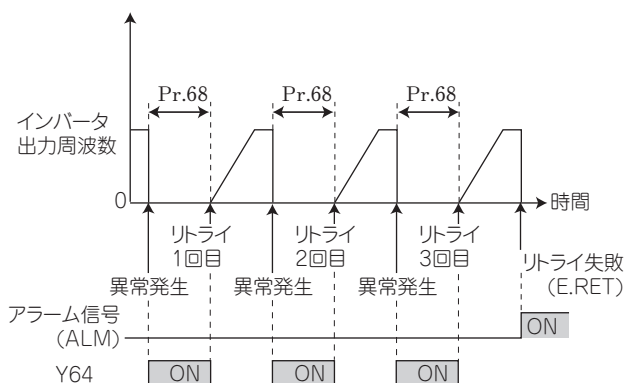 Pr.68 Pr.68 Pr.68
インバータ
出力周波数
0
時間
リトライ
1回目
リトライ
2回目
リトライ
3回目
異常発生 異常発生 異常発生
リトライ失敗
(E.RET)
アラーム信号
(ALM)
ON
Y64 ON ON ON